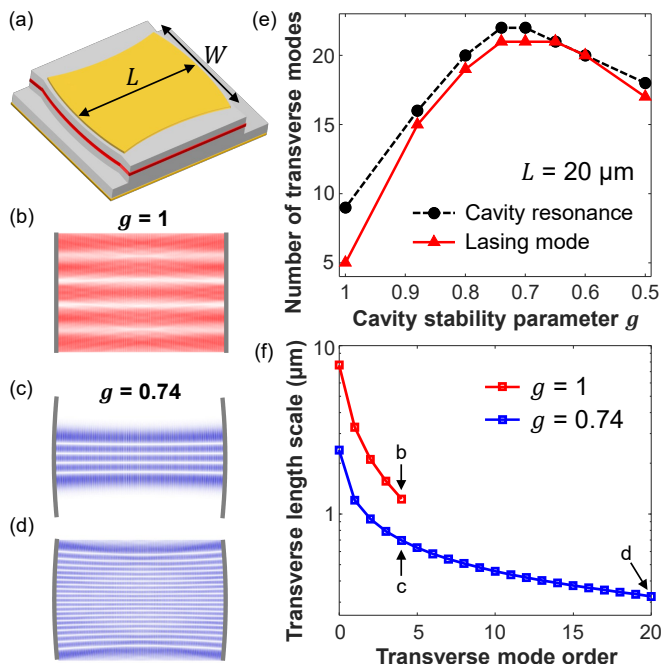 (a)
L
W
(b)
g = 1
(c)
g = 0.74
(d)
(e)
Number of transverse modes
20
15
10
5
L = 20 μm
Cavity resonance
Lasing mode
1 0.9 0.8 0.7 0.6 0.5
Cavity stability parameter g
(f)
Transverse length scale (μm)
10
1
g = 1
g = 0.74
b
c
d
0 5 10 15 20
Transverse mode order